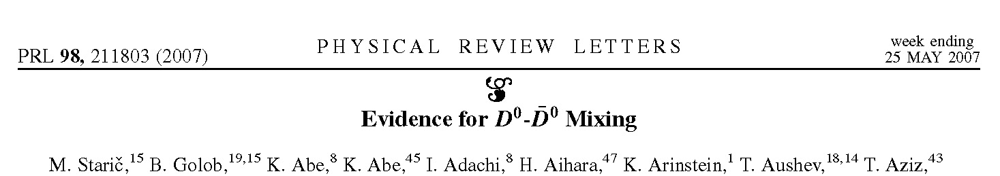 PRL 98, 211803 (2007) PHYSICAL REVIEW LETTERS week ending
25 MAY 2007
Evidence for D⁰-D̄⁰ Mixing
M. Starič,¹⁵ B. Golob,¹⁹,¹⁵ K. Abe,⁸ K. Abe,⁴⁵ I. Adachi,⁸ H. Aihara,⁴⁷ K. Arinstein,¹ T. Aushev,¹⁸,¹⁴ T. Aziz,⁴³